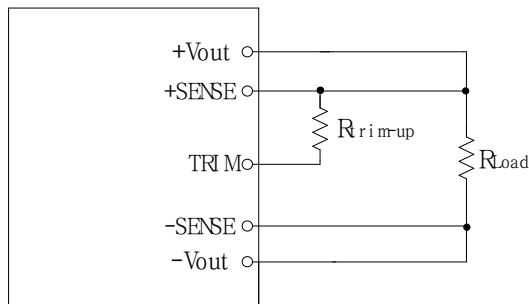 +Vout
+SENSE
Rtrim-up
TRIM
RLoad
-SENSE
-Vout